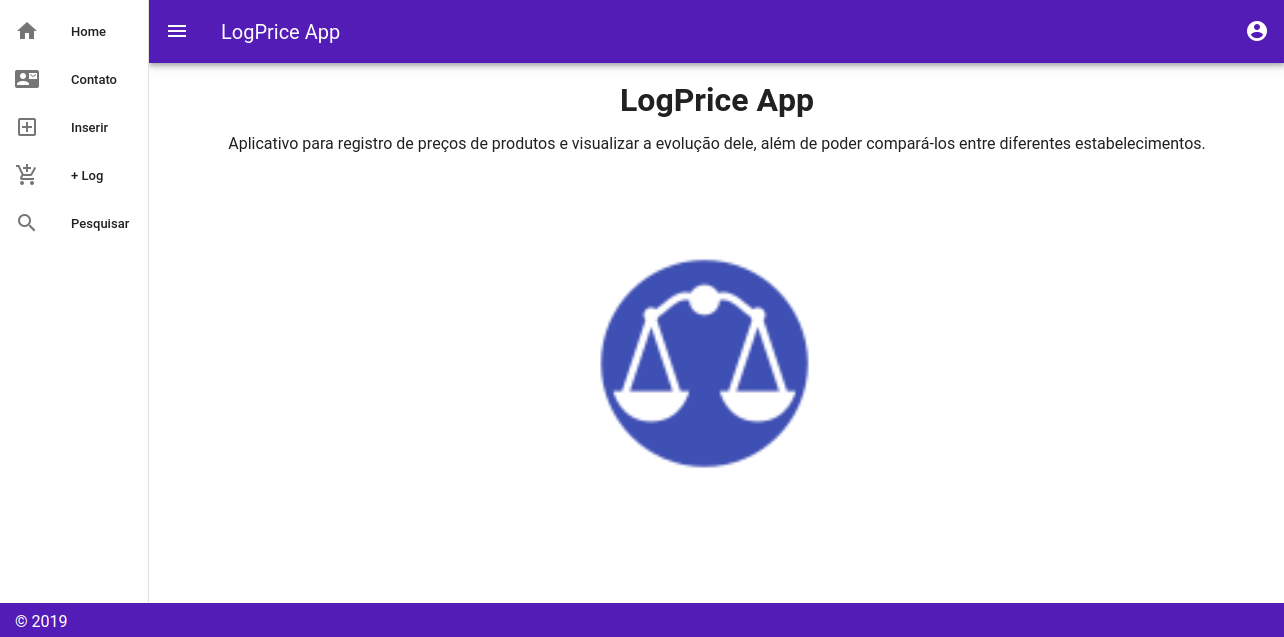 Home
Contato
Inserir
+ Log
Pesquisar
LogPrice App
LogPrice App
Aplicativo para registro de preços de produtos e visualizar a evolução dele, além de poder compará-los entre diferentes estabelecimentos.
© 2019